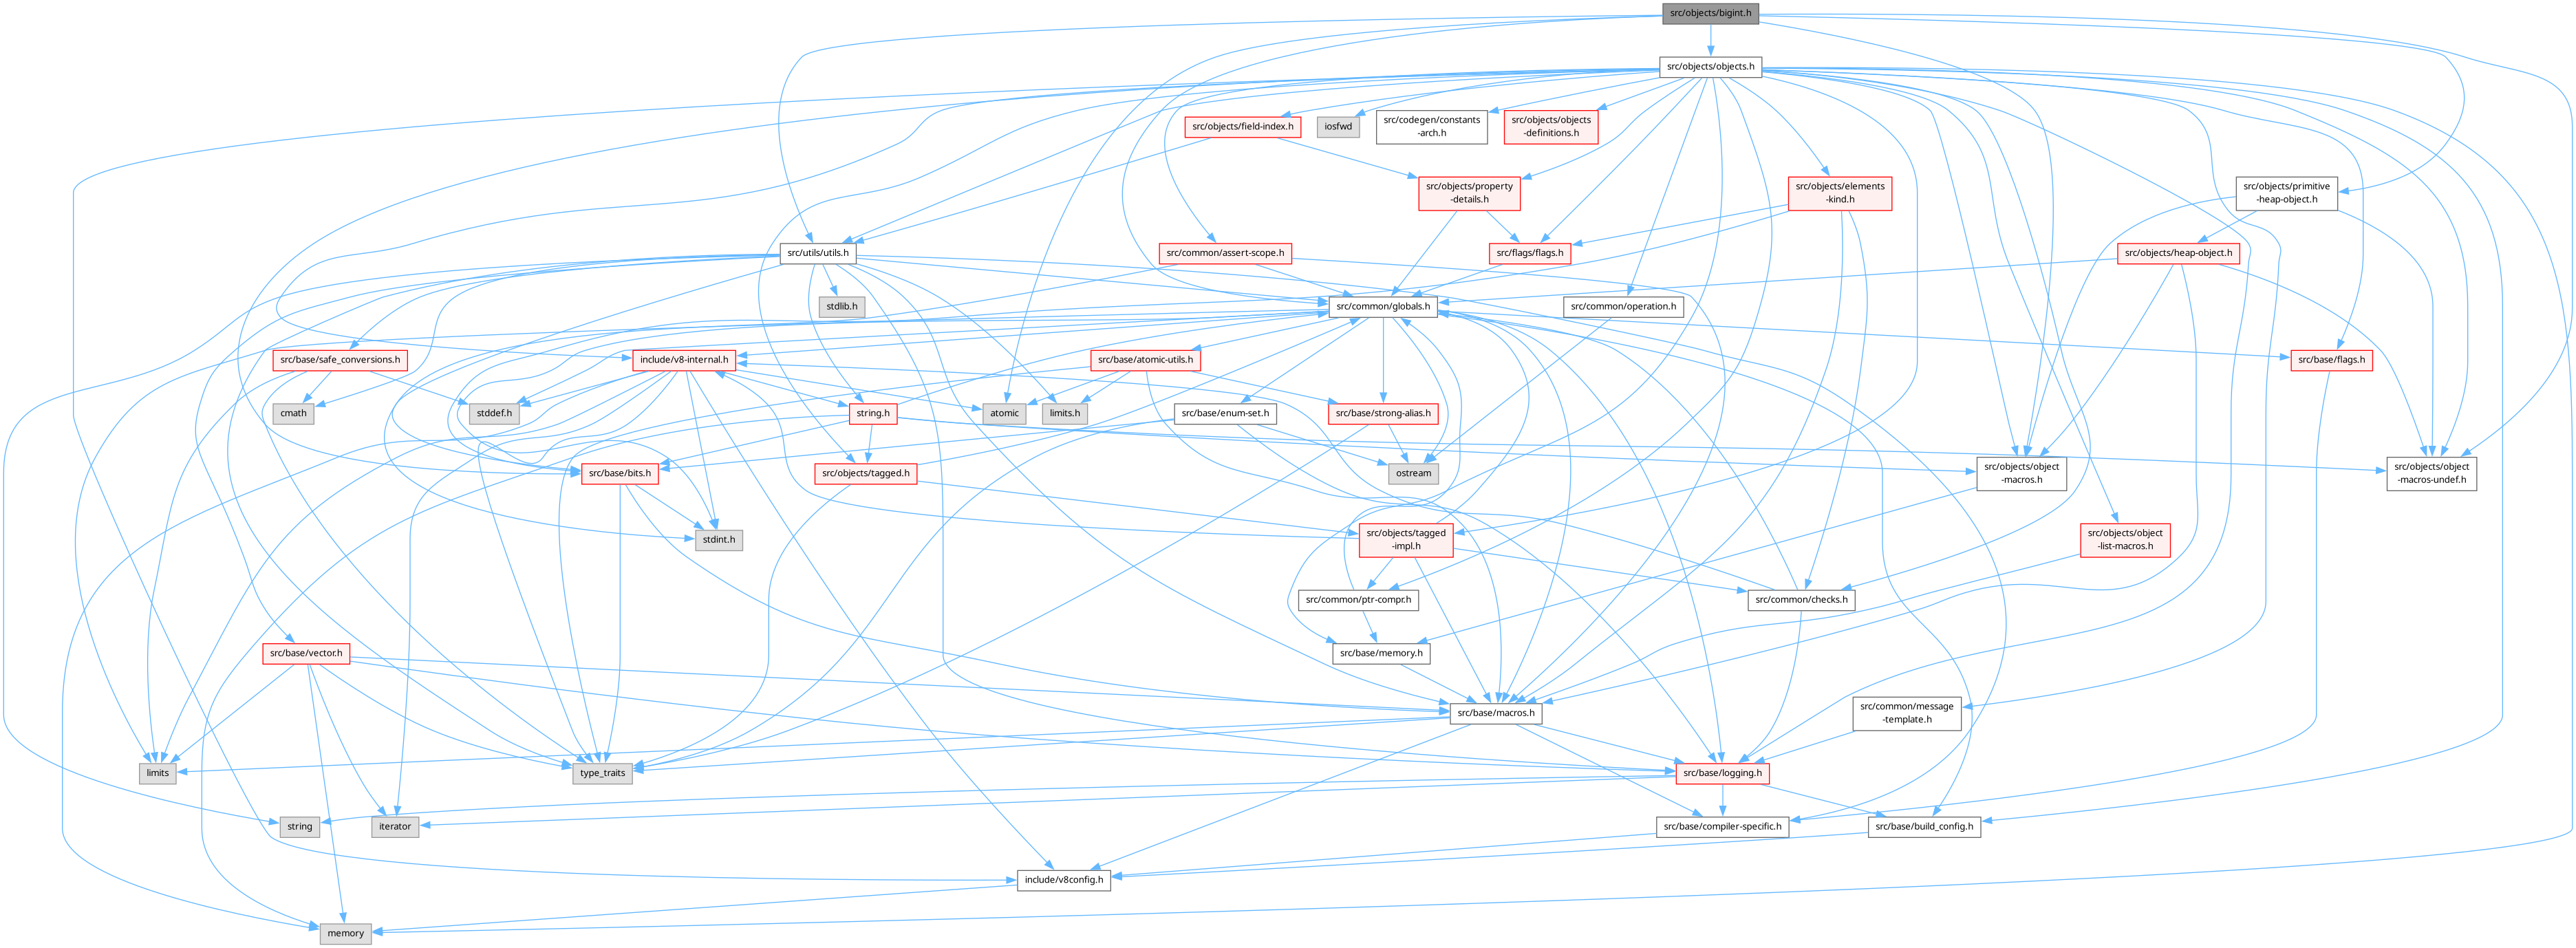 src/objects/bigint.h
src/objects/objects.h
src/objects/field-index.h
iosfwd
src/codegen/constants
-arch.h
src/objects/objects
-definitions.h
src/objects/property
-details.h
src/objects/elements
-kind.h
src/objects/primitive
-heap-object.h
src/utils/utils.h
src/common/assert-scope.h
src/flags/flags.h
src/objects/heap-object.h
stdlib.h
src/common/globals.h
src/common/operation.h
src/base/safe_conversions.h
include/v8-internal.h
src/base/atomic-utils.h
src/base/flags.h
cmath
stddef.h
string.h
atomic
limits.h
src/base/enum-set.h
src/base/strong-alias.h
src/base/bits.h
src/objects/tagged.h
ostream
src/objects/object
-macros.h
src/objects/object
-macros-undef.h
stdint.h
src/objects/tagged
-impl.h
src/objects/object
-list-macros.h
src/common/ptr-compr.h
src/common/checks.h
src/base/vector.h
src/base/memory.h
src/base/macros.h
src/common/message
-template.h
limits
type_traits
src/base/logging.h
string
iterator
src/base/compiler-specific.h
src/base/build_config.h
include/v8config.h
memory